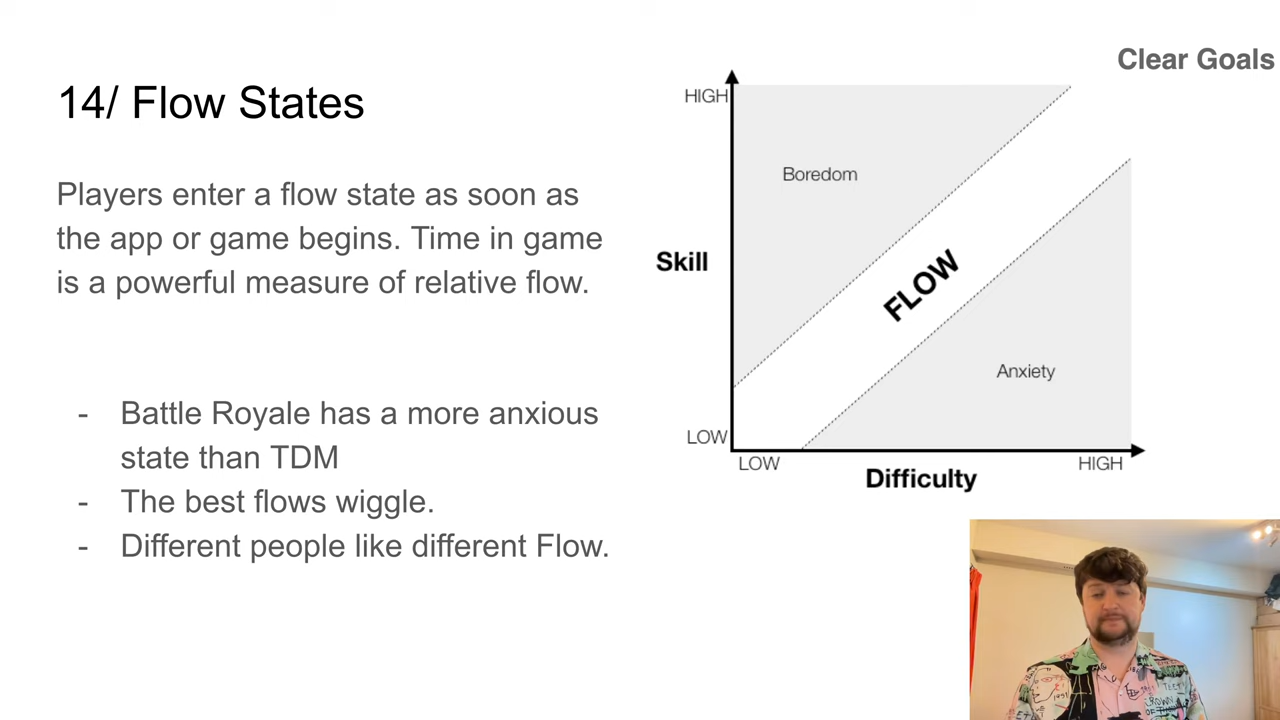 14/ Flow States
Players enter a flow state as soon as
the app or game begins. Time in game
is a powerful measure of relative flow.
- Battle Royale has a more anxious
state than TDM
- The best flows wiggle.
- Different people like different Flow.
Clear Goals
HIGH
Boredom
Skill
FLOW
Anxiety
LOW
LOW
HIGH
Difficulty